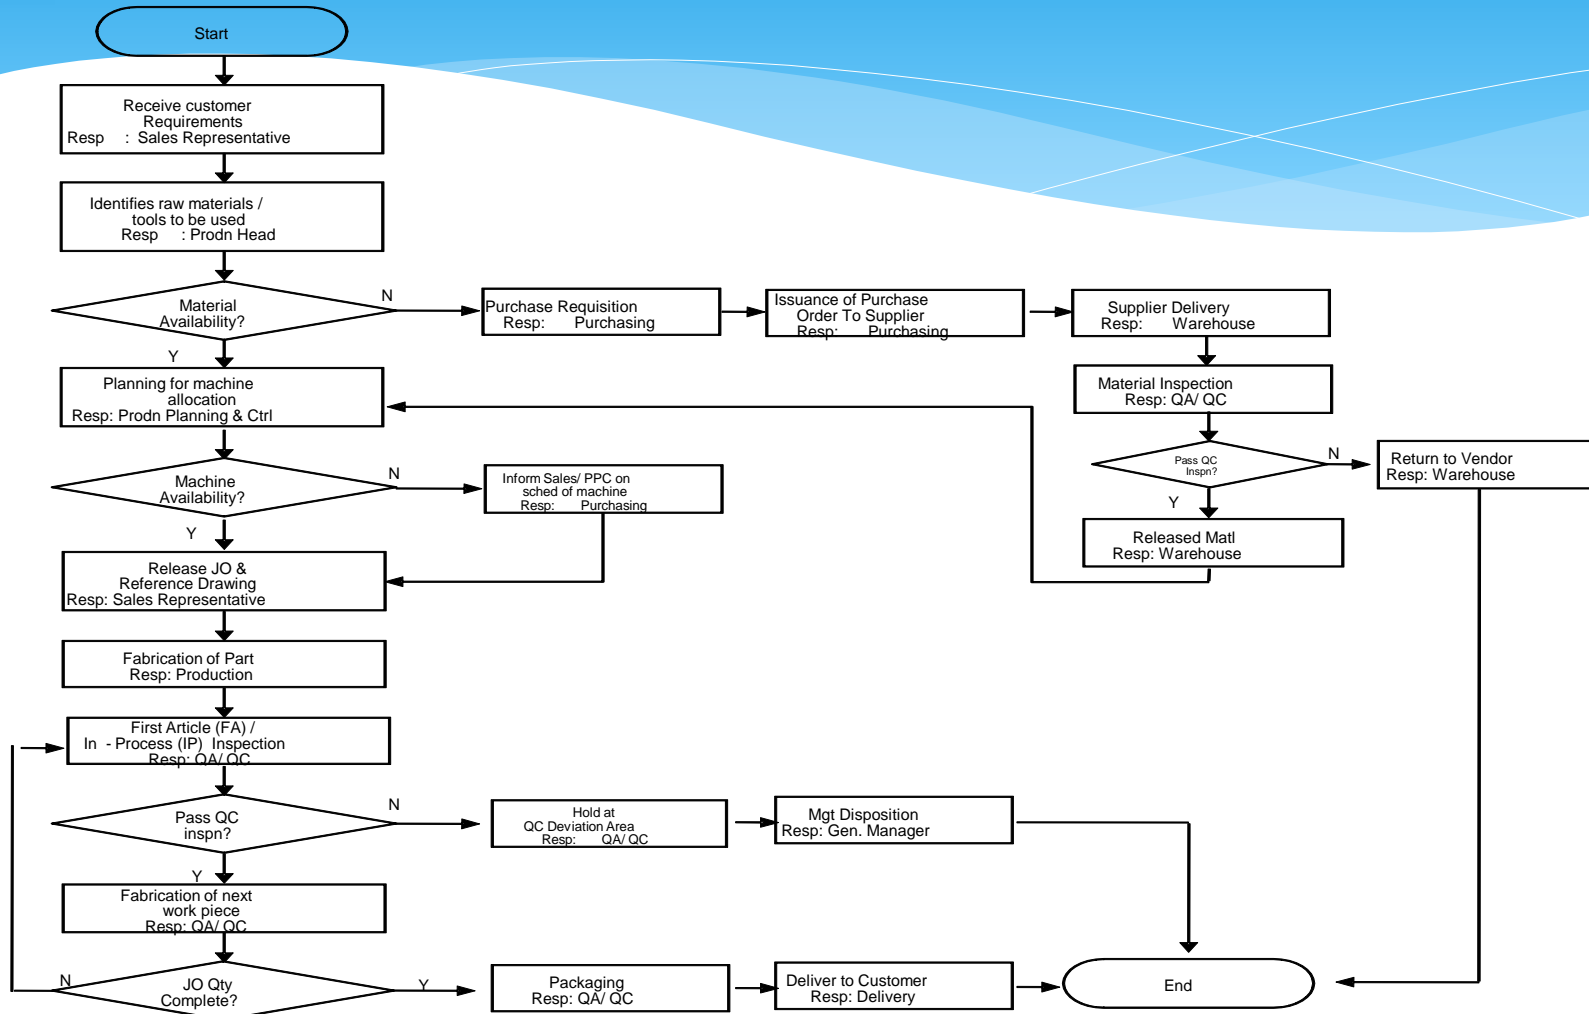 Start
Receive customer
Requirements
Resp : Sales Representative
Identifies raw materials /
tools to be used
Resp : Prodn Head
Material
Availability?
N
Y
Purchase Requisition
Resp: Purchasing
Issuance of Purchase
Order To Supplier
Resp: Purchasing
Supplier Delivery
Resp: Warehouse
Planning for machine
allocation
Resp: Prodn Planning & Ctrl
Material Inspection
Resp: QA/ QC
Machine
Availability?
N
Y
Inform Sales/ PPC on
sched of machine
Resp: Purchasing
Pass QC
Inspn?
N
Y
Return to Vendor
Resp: Warehouse
Released Matl
Resp: Warehouse
Release JO &
Reference Drawing
Resp: Sales Representative
Fabrication of Part
Resp: Production
First Article (FA) /
In - Process (IP) Inspection
Resp: QA/ QC
Pass QC
inspn?
N
Y
Hold at
QC Deviation Area
Resp: QA/ QC
Mgt Disposition
Resp: Gen. Manager
Fabrication of next
work piece
Resp: QA/ QC
JO Qty
Complete?
N
Y
Packaging
Resp: QA/ QC
Deliver to Customer
Resp: Delivery
End